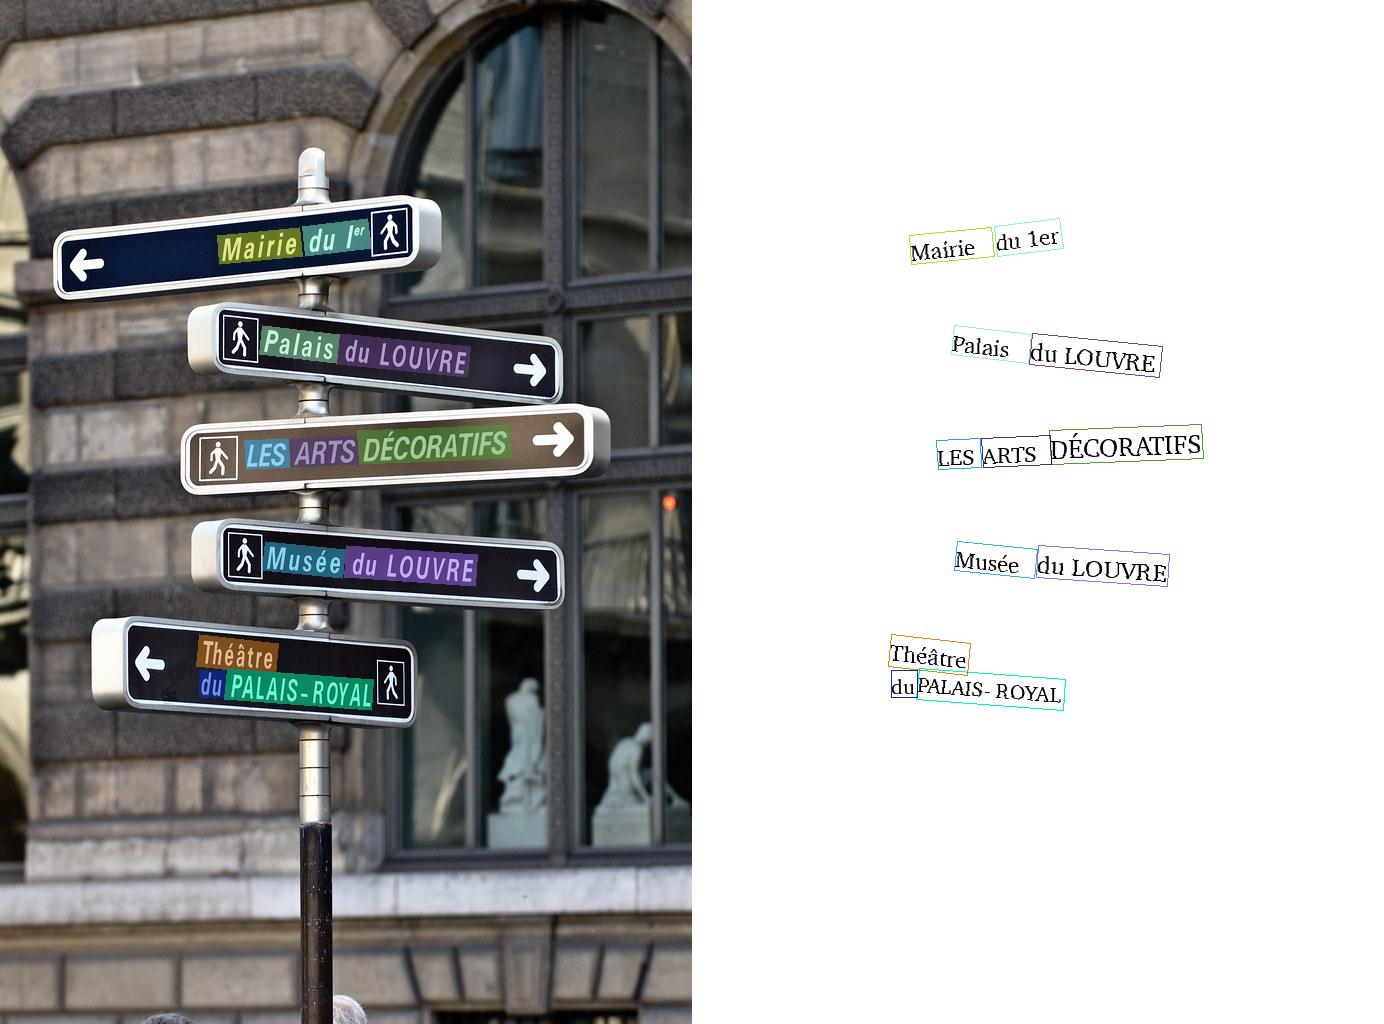 Mairie du Ier
Palais du LOUVRE
LES ARTS DÉCORATIFS
Musée du LOUVRE
Théâtre
du PALAIS-ROYAL
Mairie du 1er
Palais du LOUVRE
LES ARTS DÉCORATIFS
Musée du LOUVRE
Théâtre
du PALAIS- ROYAL